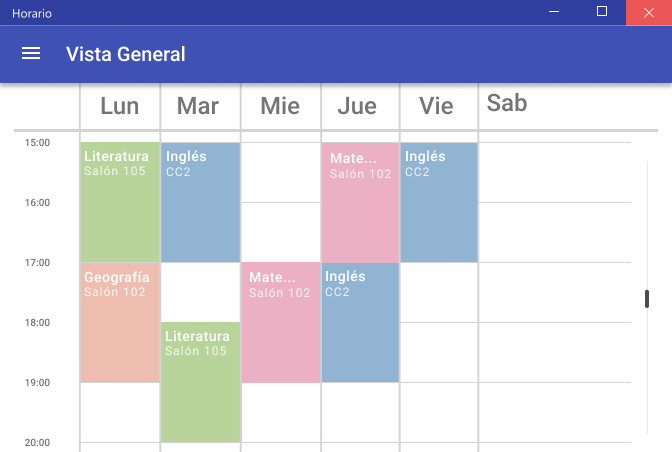 Horario
Vista General
Lun Mar Mie Jue Vie Sab
15:00
Literatura
Salón 105
Inglés
CC2
Mate...
Salón 102
Inglés
CC2
16:00
17:00
Geografía
Salón 102
Mate...
Salón 102
Inglés
CC2
18:00
Literatura
Salón 105
19:00
20:00